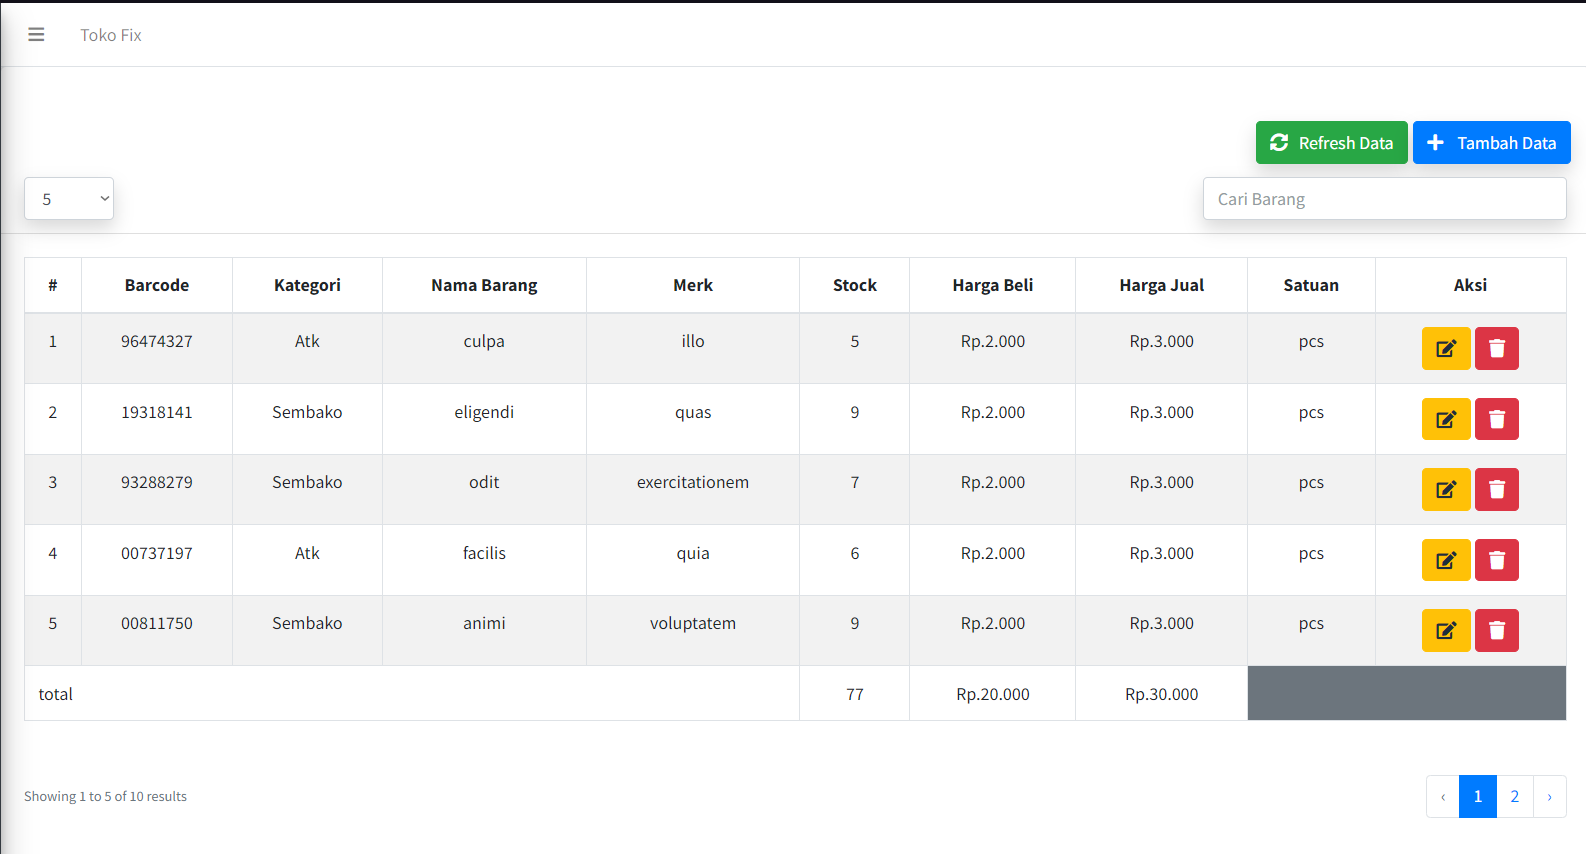 Toko Fix
Refresh Data Tambah Data
5 Cari Barang
# Barcode Kategori Nama Barang Merk Stock Harga Beli Harga Jual Satuan Aksi
1 96474327 Atk culpa illo 5 Rp.2.000 Rp.3.000 pcs
2 19318141 Sembako eligendi quas 9 Rp.2.000 Rp.3.000 pcs
3 93288279 Sembako odit exercitationem 7 Rp.2.000 Rp.3.000 pcs
4 00737197 Atk facilis quia 6 Rp.2.000 Rp.3.000 pcs
5 00811750 Sembako animi voluptatem 9 Rp.2.000 Rp.3.000 pcs
total 77 Rp.20.000 Rp.30.000
Showing 1 to 5 of 10 results ‹ 1 2 ›